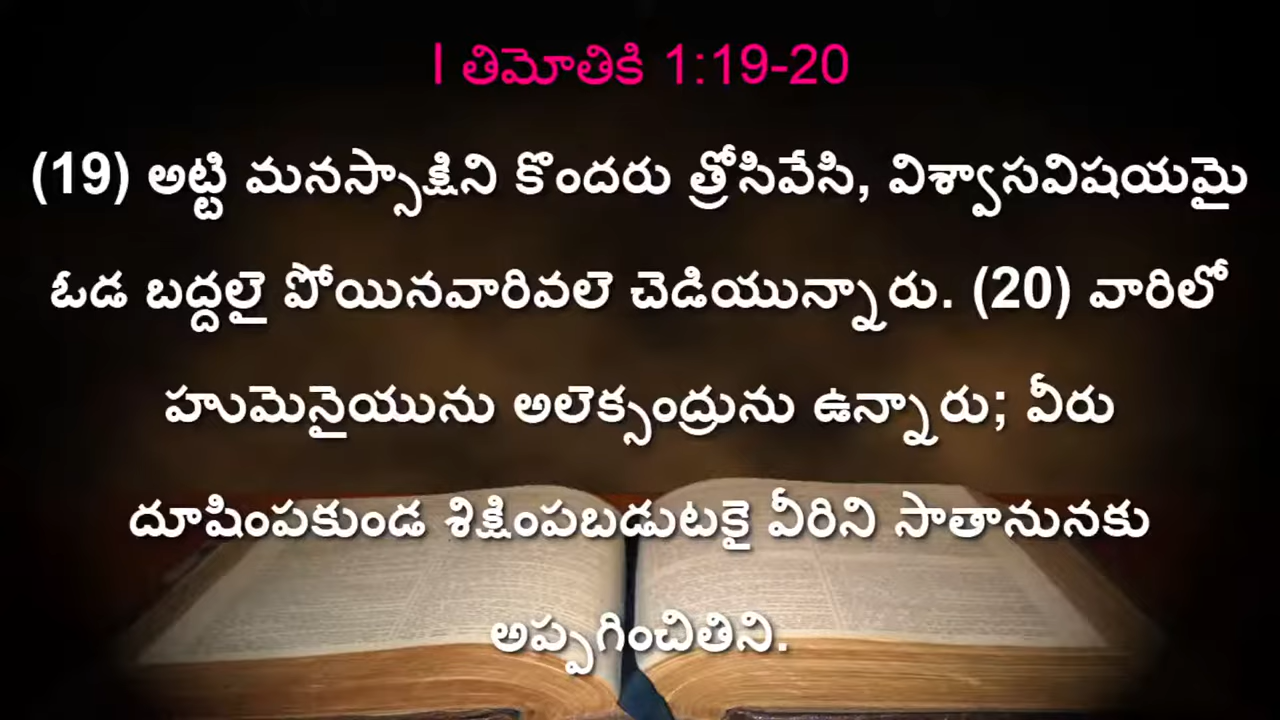 I తిమోతికి 1:19-20
(19) అట్టి మనస్సాక్షిని కొందరు త్రోసివేసి, విశ్వాసవిషయమై
ఓడ బద్దలై పోయినవారివలె చెడియున్నారు. (20) వారిలో
హుమెనైయును అలెక్సంద్రును ఉన్నారు; వీరు
దూషింపకుండ శిక్షింపబడుటకై వీరిని సాతానునకు
అప్పగించితిని.